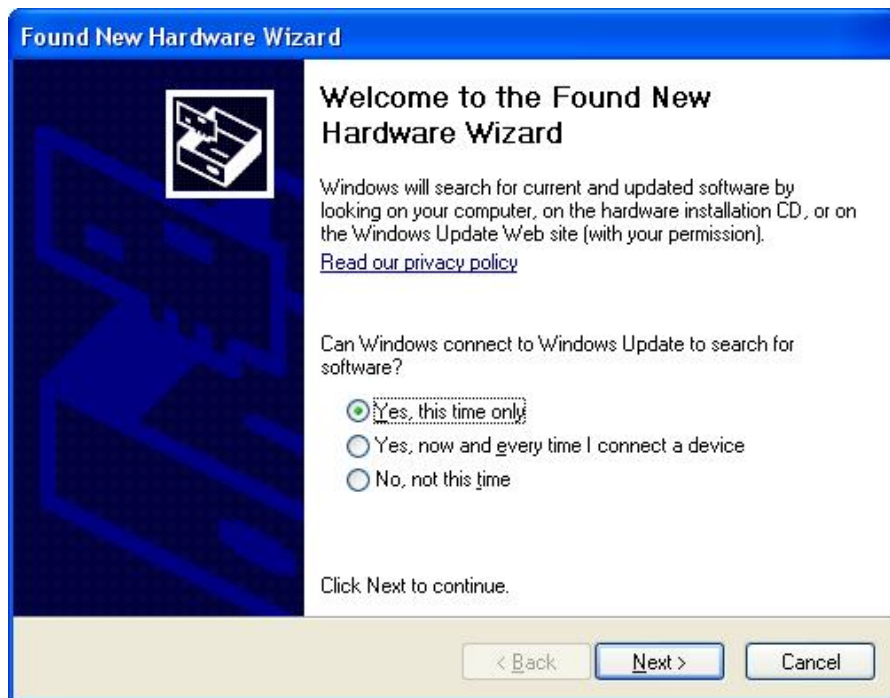 Found New Hardware Wizard
Welcome to the Found New
Hardware Wizard
Windows will search for current and updated software by
looking on your computer, on the hardware installation CD, or on
the Windows Update Web site (with your permission).
Read our privacy policy
Can Windows connect to Windows Update to search for
software?
Yes, this time only
Yes, now and every time I connect a device
No, not this time
Click Next to continue.
< Back
Next >
Cancel